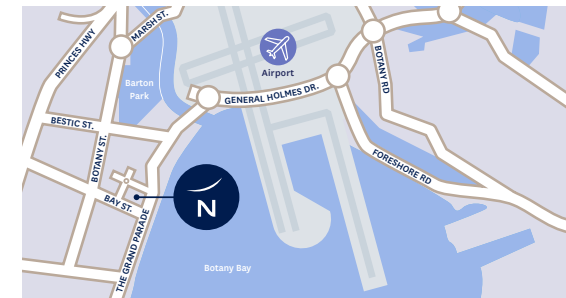 MARSH ST.
PRINCES HWY
Airport
BOTANY RD
Barton
Park
GENERAL HOLMES DR.
BESTIC ST.
BOTANY ST.
FORESHORE RD
BAY ST.
N
THE GRAND PARADE
Botany Bay